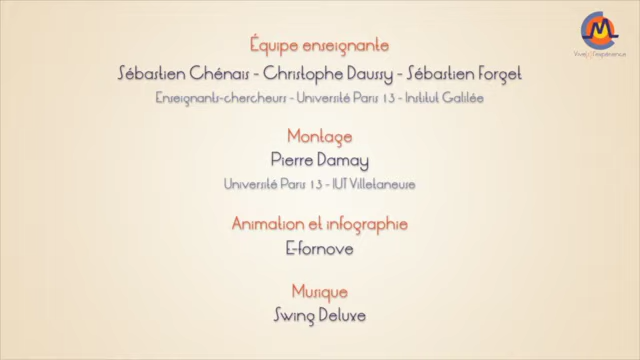 Équipe enseignante
Sébastien Chénais - Christophe Daussy - Sébastien Forget
Enseignants-chercheurs - Université Paris 13 - Institut Galilée
Montage
Pierre Damay
Université Paris 13 - IUT Villetaneuse
Animation et infographie
E-fornove
Musique
Swing Deluxe